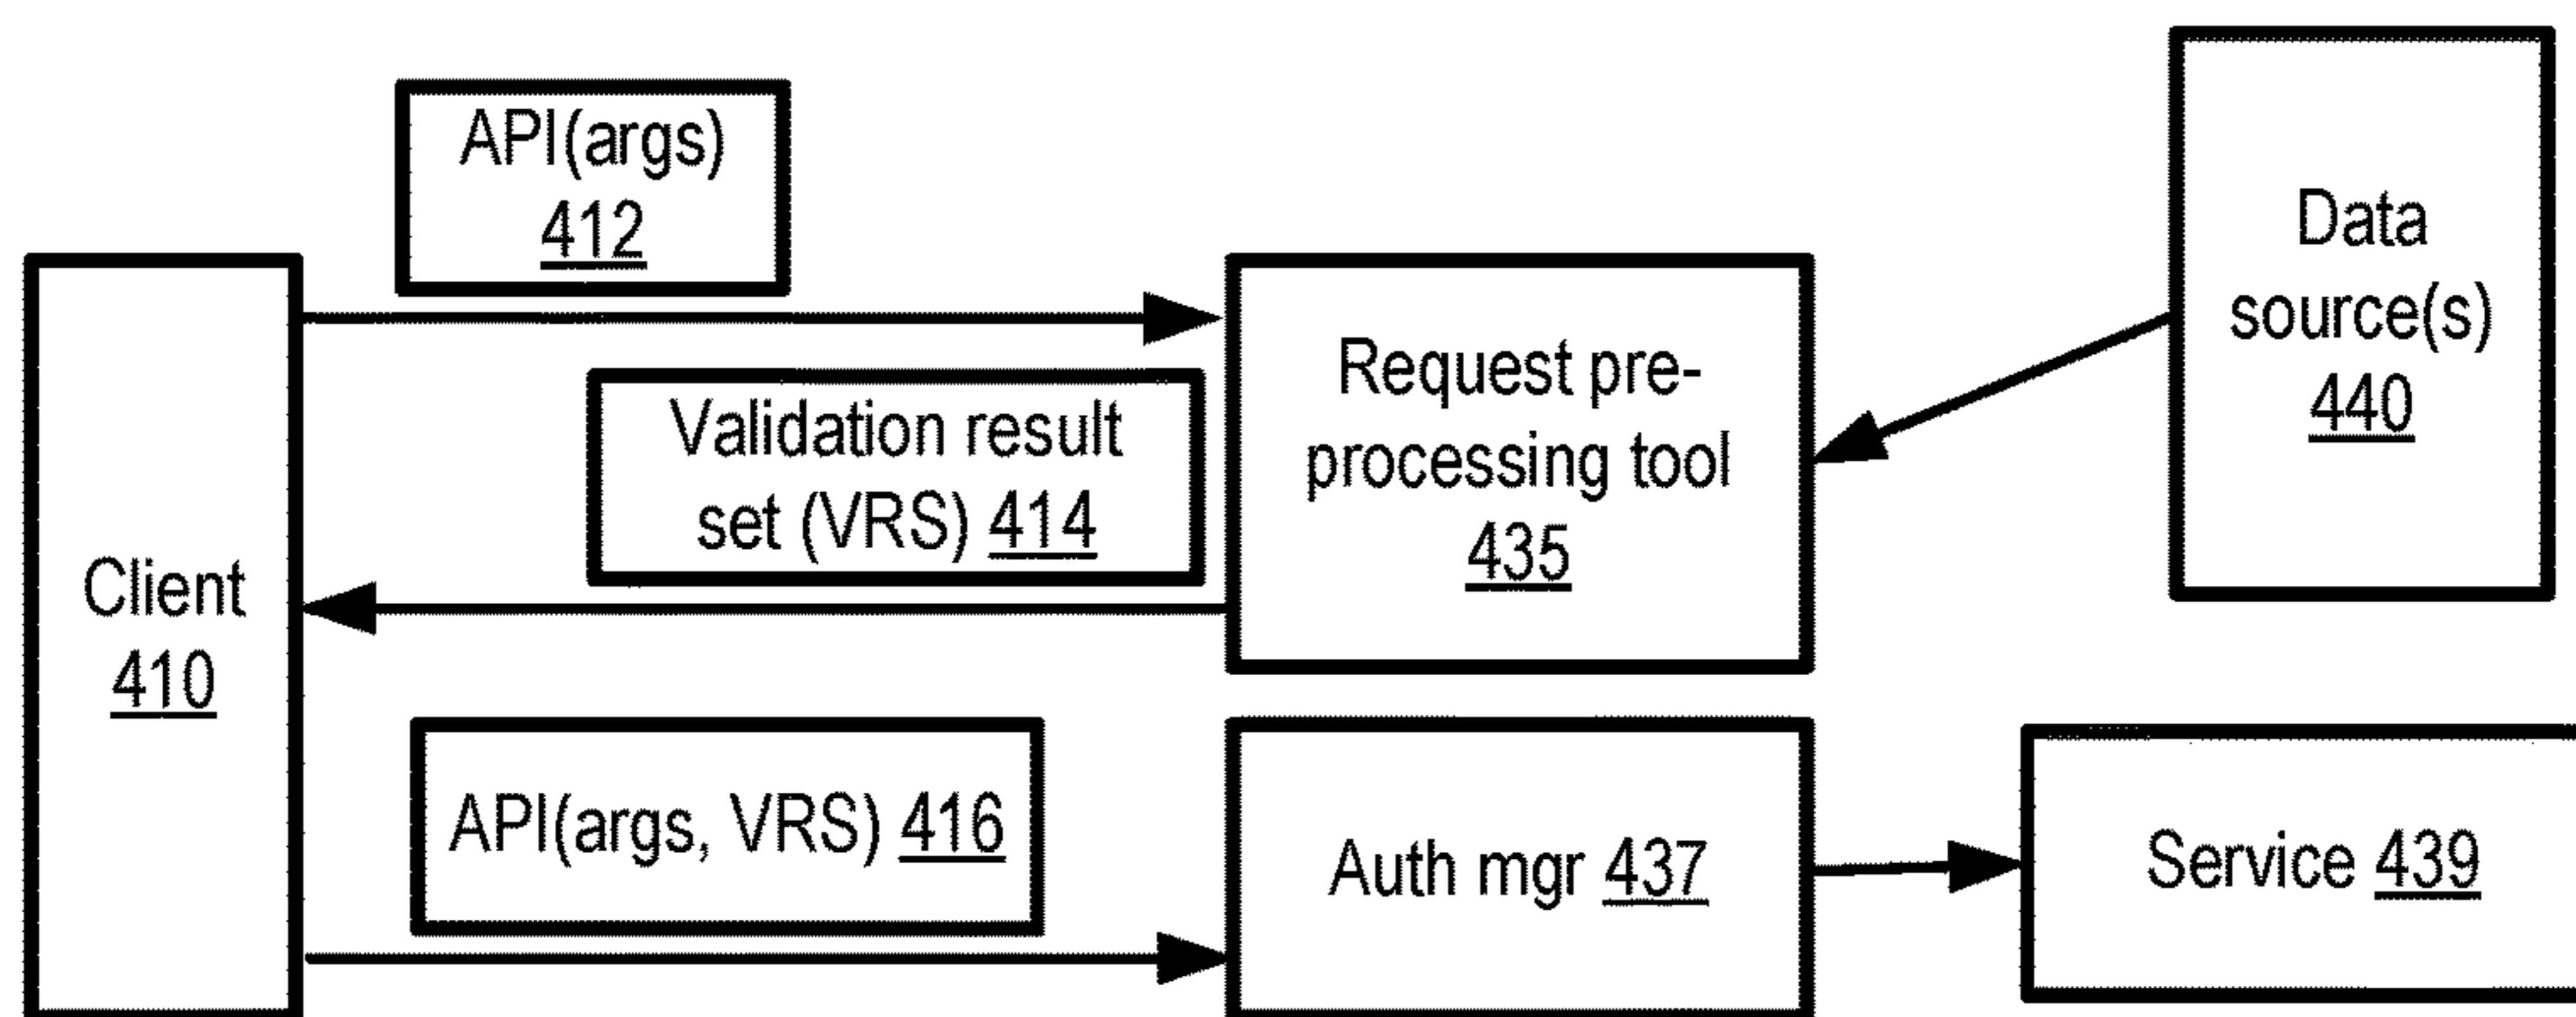 API(args)
412
Data
source(s)
440
Request pre-
processing tool
435
Validation result
set (VRS) 414
Client
410
API(args, VRS) 416
Auth mgr 437
Service 439